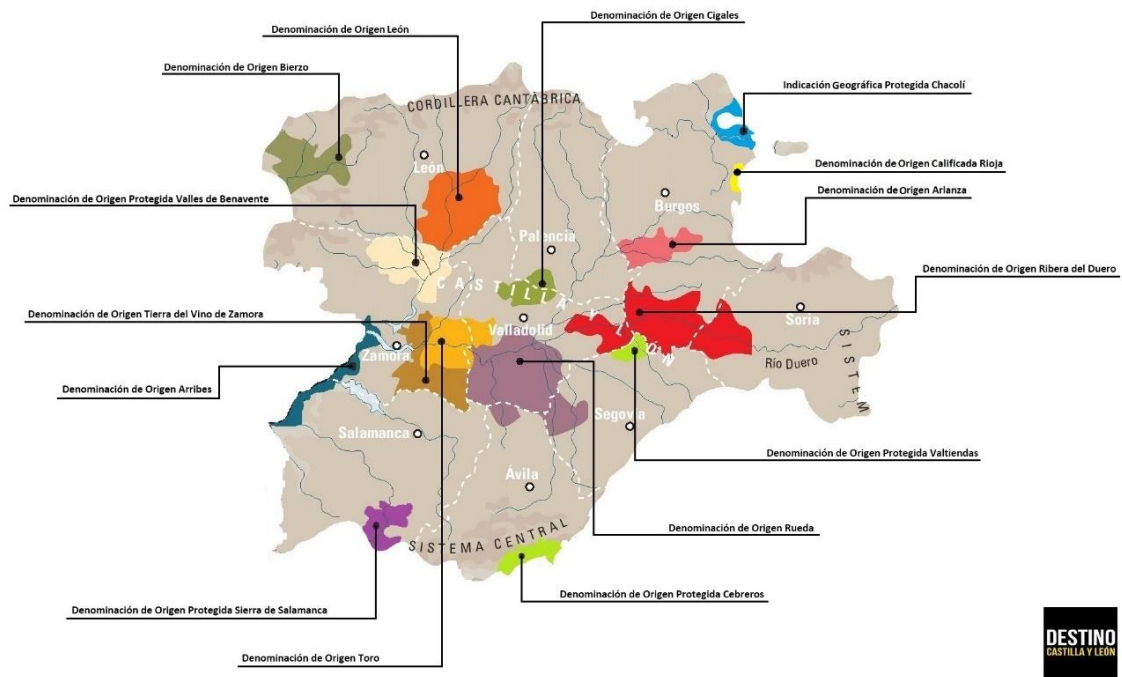 Denominación de Origen Cigales
Denominación de Origen León
Denominación de Origen Bierzo
Indicación Geográfica Protegida Chacolí
CORDILLERA CANTÁBRICA
León
Denominación de Origen Calificada Rioja
Denominación de Origen Arlanza
Denominación de Origen Protegida Valles de Benavente
Burgos
Palencia
Denominación de Origen Ribera del Duero
CASTILLA Y LEÓN
Denominación de Origen Tierra del Vino de Zamora
Valladolid
Soria
Zamora
SISTEM
Río Duero
Denominación de Origen Arribes
Segovia
Salamanca
Denominación de Origen Protegida Valtiendas
Ávila
Denominación de Origen Rueda
SISTEMA CENTRAL
Denominación de Origen Protegida Cebreros
Denominación de Origen Protegida Sierra de Salamanca
Denominación de Origen Toro
DESTINO
CASTILLA Y LEÓN